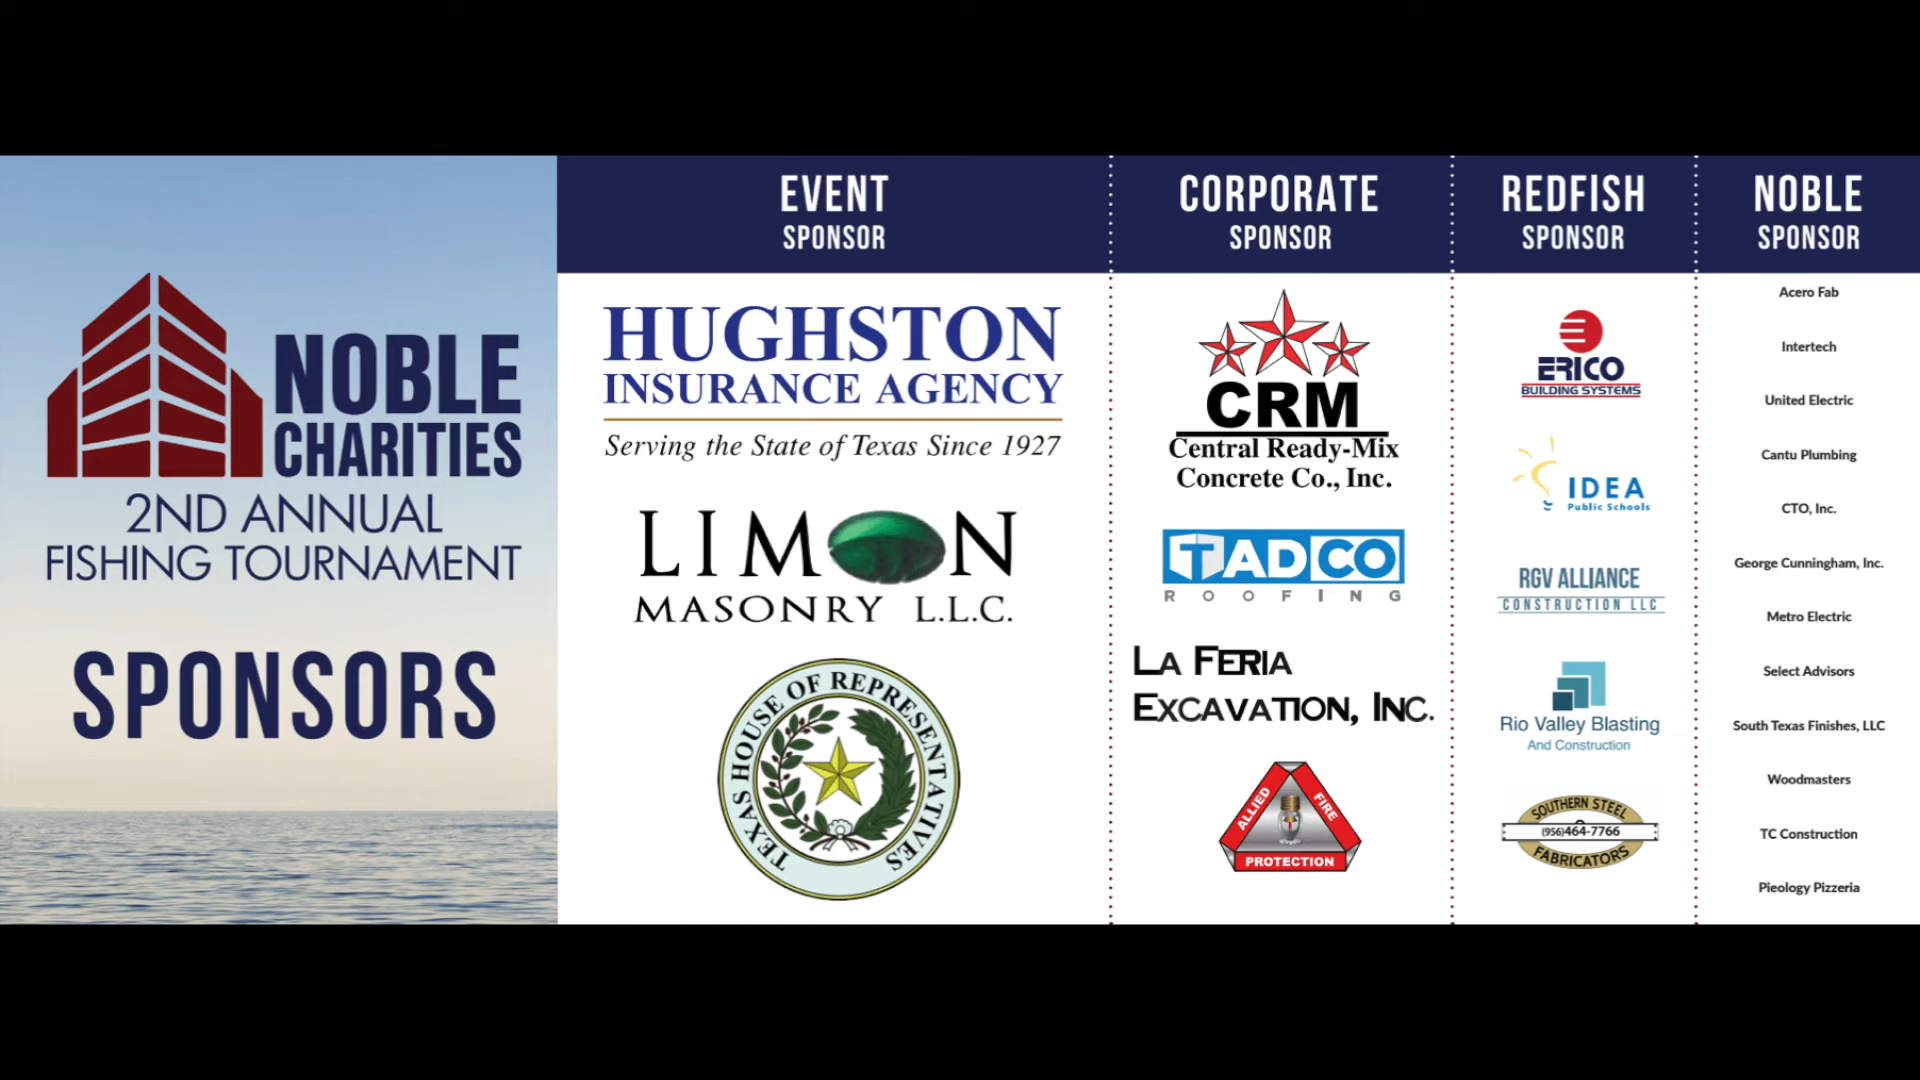 NOBLE
CHARITIES
2ND ANNUAL
FISHING TOURNAMENT
SPONSORS
EVENT
SPONSOR
HUGHSTON
INSURANCE AGENCY
Serving the State of Texas Since 1927
LIMON
MASONRY L.L.C.
TEXAS HOUSE OF REPRESENTATIVES
CORPORATE
SPONSOR
CRM
Central Ready-Mix
Concrete Co., Inc.
TADCO
ROOFING
LA FERIA
EXCAVATION, INC.
ALLIED
FIRE
PROTECTION
REDFISH
SPONSOR
ERICO
BUILDING SYSTEMS
IDEA
Public Schools
RGV ALLIANCE
CONSTRUCTION LLC
Rio Valley Blasting
And Construction
SOUTHERN STEEL
(956)464-7766
FABRICATORS
NOBLE
SPONSOR
Acero Fab
Intertech
United Electric
Cantu Plumbing
CTO, Inc.
George Cunningham, Inc.
Metro Electric
Select Advisors
South Texas Finishes, LLC
Woodmasters
TC Construction
Pieology Pizzeria